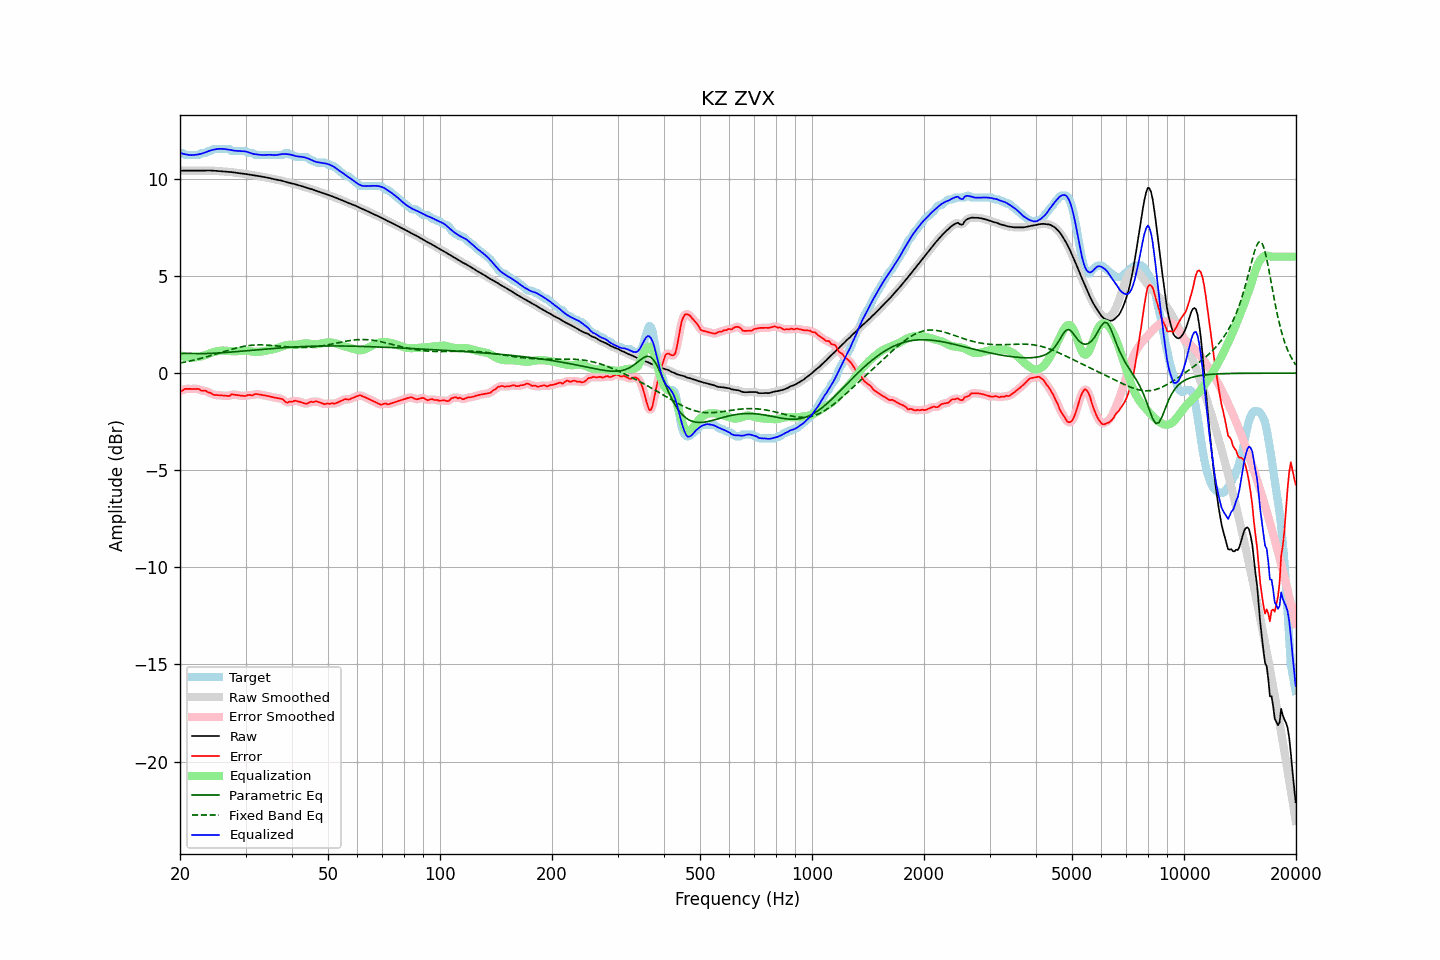 KZ ZVX
Amplitude (dBr)
10
5
0
−5
−10
−15
−20
Target
Raw Smoothed
Error Smoothed
Raw
Error
Equalization
Parametric Eq
Fixed Band Eq
Equalized
20 50 100 200 500 1000 2000 5000 10000 20000
Frequency (Hz)